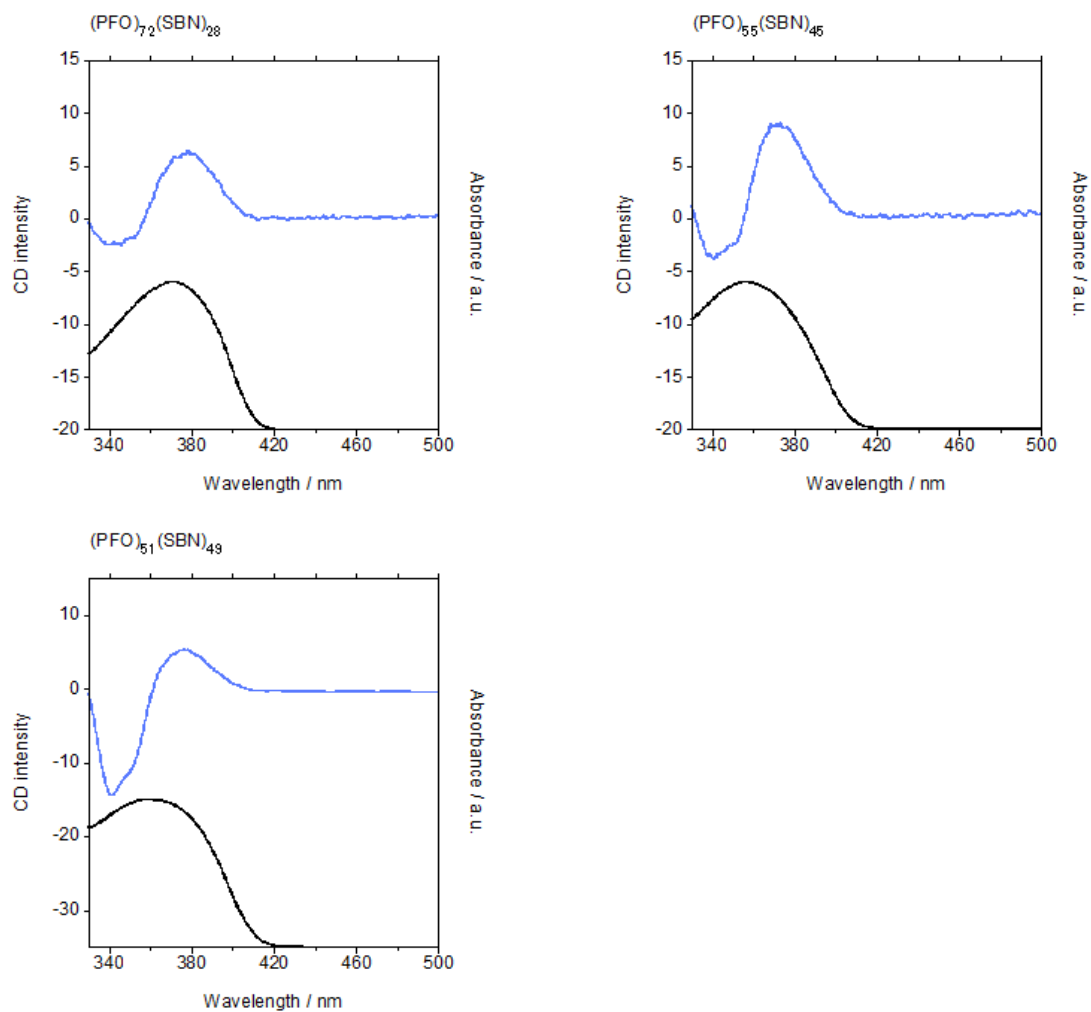 (PFO)72(SBN)28
15
10
5
0
-5
-10
-15
-20
CD intensity
Absorbance / a.u.
340 380 420 460 500
Wavelength / nm
(PFO)55(SBN)45
15
10
5
0
-5
-10
-15
-20
CD intensity
Absorbance / a.u.
340 380 420 460 500
Wavelength / nm
(PFO)51(SBN)49
10
0
-10
-20
-30
CD intensity
Absorbance / a.u.
340 380 420 460 500
Wavelength / nm